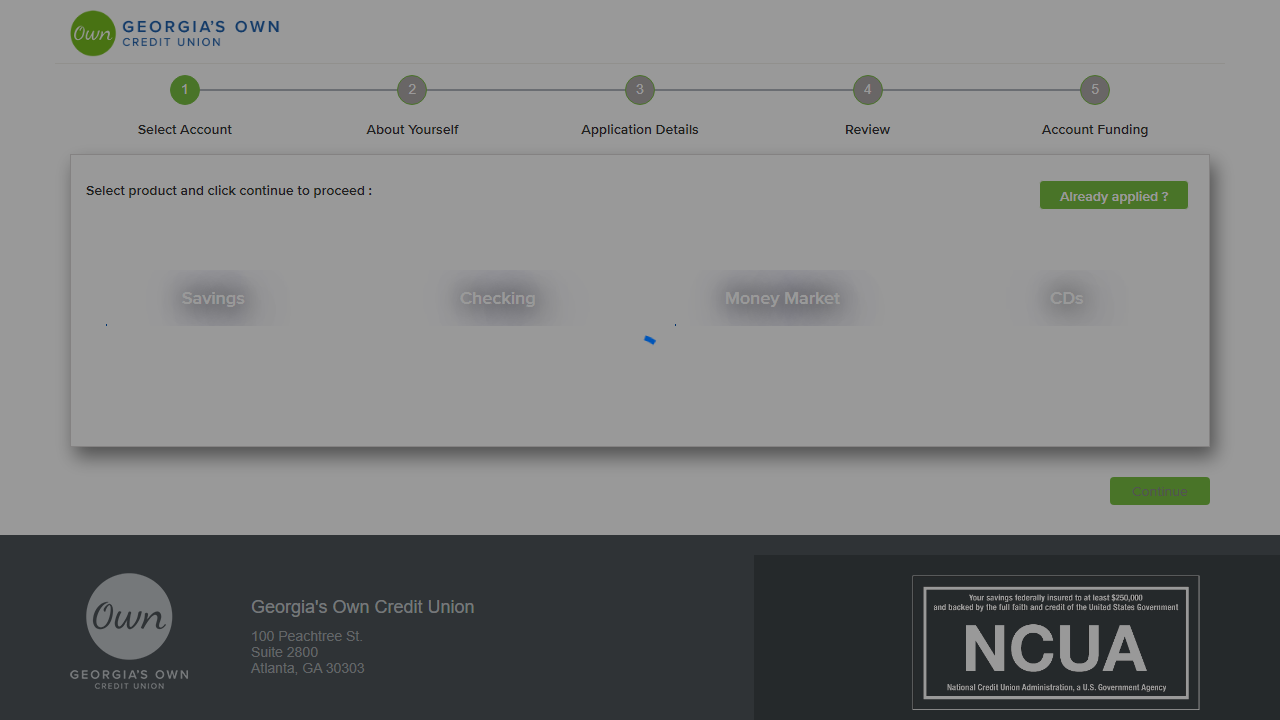 Own GEORGIA'S OWN
CREDIT UNION
1 2 3 4 5
Select Account About Yourself Application Details Review Account Funding
Select product and click continue to proceed :
Already applied ?
Savings Checking Money Market CDs
Continue
Own
GEORGIA'S OWN
CREDIT UNION
Georgia's Own Credit Union
100 Peachtree St.
Suite 2800
Atlanta, GA 30303
Your savings federally insured to at least $250,000
and backed by the full faith and credit of the United States Government
NCUA
National Credit Union Administration, a U.S. Government Agency